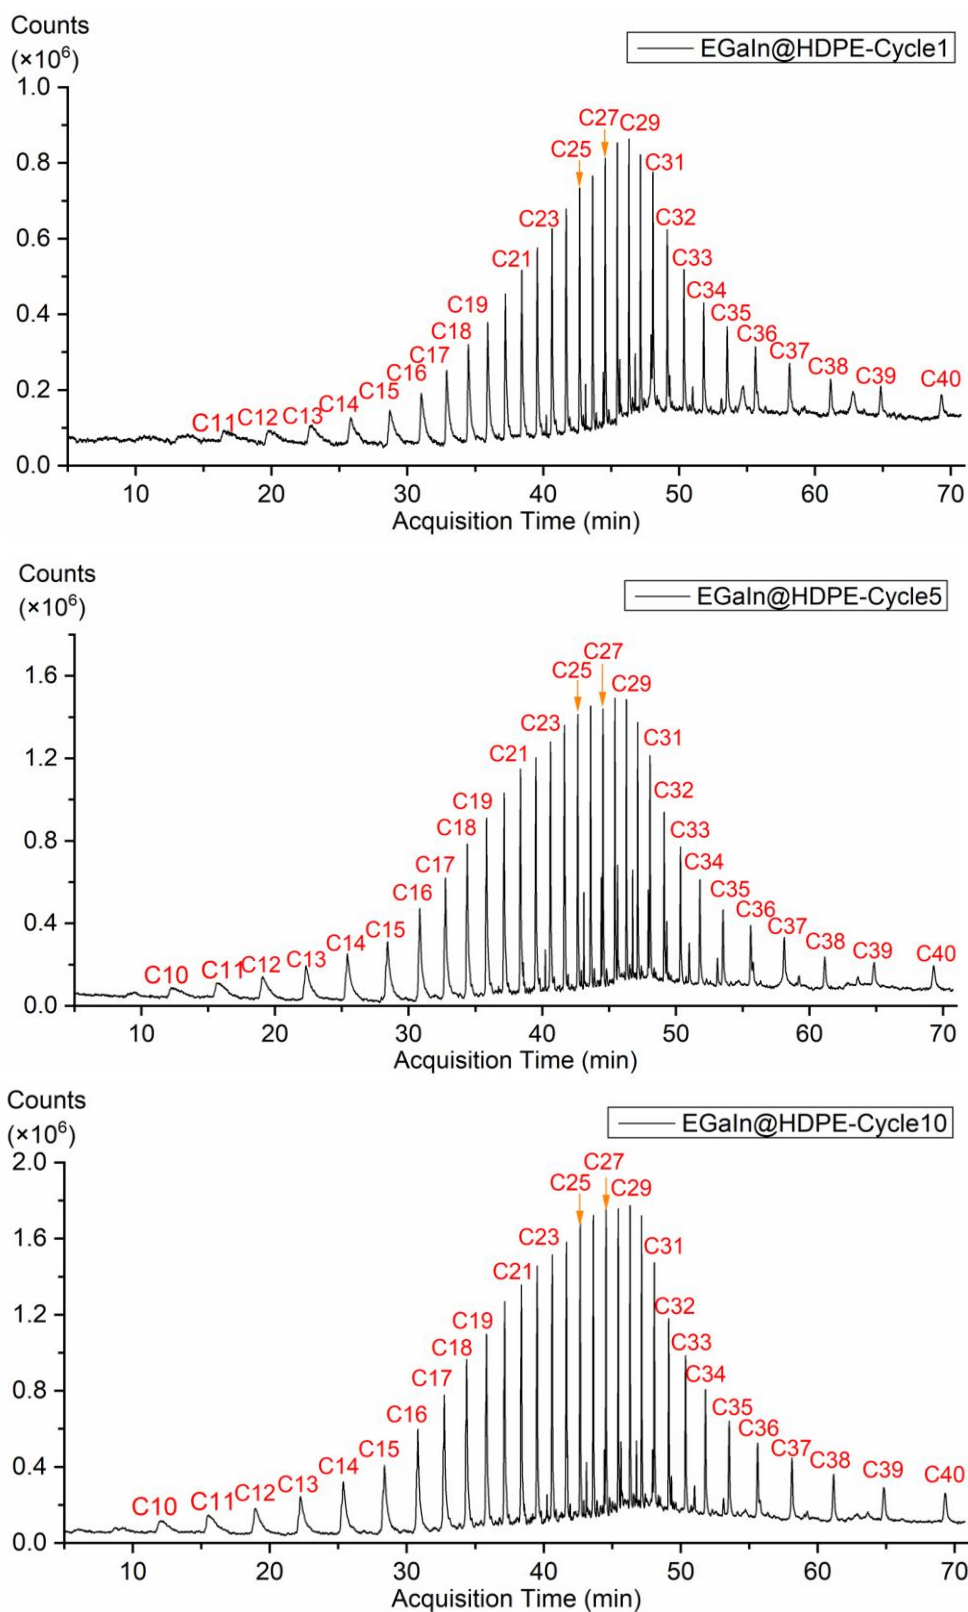 Counts
(×10⁶)
EGaIn@HDPE-Cycle1
1.0
0.8
0.6
0.4
0.2
0.0
C11
C12
C13
C14
C15
C16
C17
C18
C19
C21
C23
C25
C27
C29
C31
C32
C33
C34
C35
C36
C37
C38
C39
C40
10
20
30
40
50
60
70
Acquisition Time (min)
Counts
(×10⁶)
EGaIn@HDPE-Cycle5
1.6
1.2
0.8
0.4
0.0
C10
C11
C12
C13
C14
C15
C16
C17
C18
C19
C21
C23
C25
C27
C29
C31
C32
C33
C34
C35
C36
C37
C38
C39
C40
10
20
30
40
50
60
70
Acquisition Time (min)
Counts
(×10⁶)
EGaIn@HDPE-Cycle10
2.0
1.6
1.2
0.8
0.4
0.0
C10
C11
C12
C13
C14
C15
C16
C17
C18
C19
C21
C23
C25
C27
C29
C31
C32
C33
C34
C35
C36
C37
C38
C39
C40
10
20
30
40
50
60
70
Acquisition Time (min)